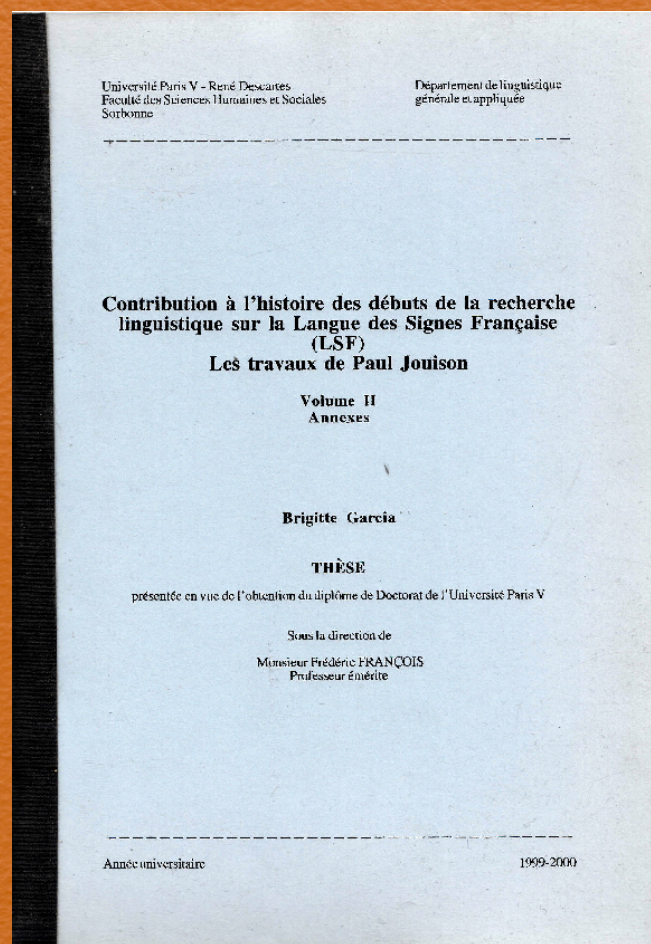 Université Paris V - René Descartes
Faculté des Sciences Humaines et Sociales
Sorbonne
Département de linguistique
générale et appliquée
Contribution à l'histoire des débuts de la recherche
linguistique sur la Langue des Signes Française
(LSF)
Les travaux de Paul Jouison
Volume II
Annexes
Brigitte Garcia
THÈSE
présentée en vue de l'obtention du diplôme de Doctorat de l'Université Paris V
Sous la direction de
Monsieur Frédéric FRANÇOIS
Professeur émérite
Année universitaire
1999-2000